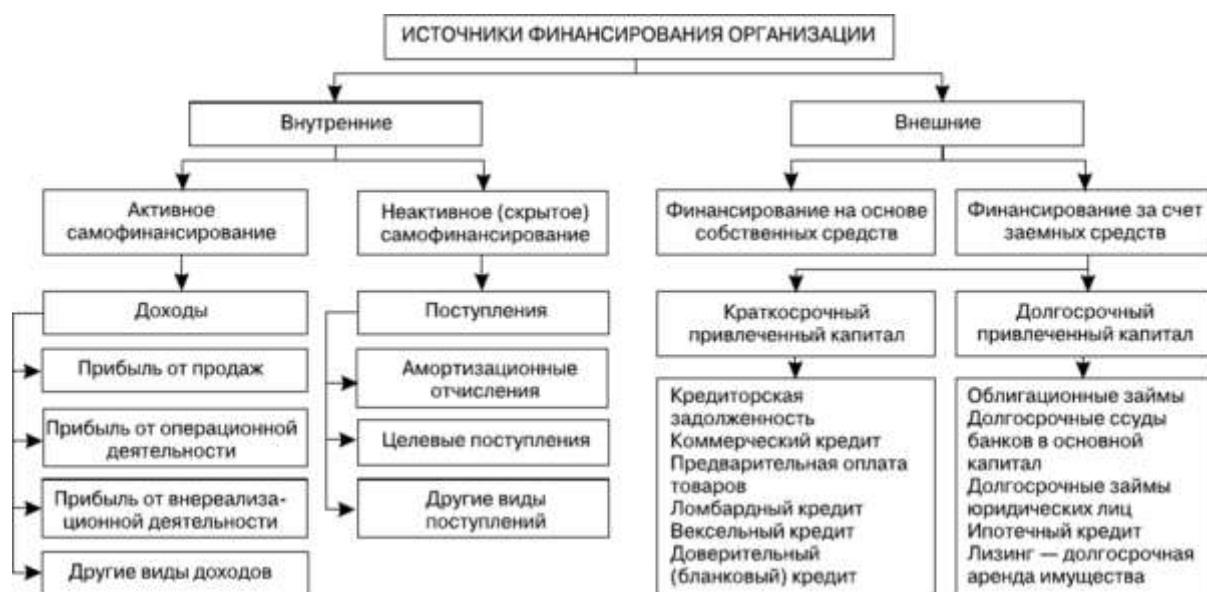 ИСТОЧНИКИ ФИНАНСИРОВАНИЯ ОРГАНИЗАЦИИ
Внутренние
Внешние
Активное
самофинансирование
Неактивное (скрытое)
самофинансирование
Финансирование на основе
собственных средств
Финансирование за счет
заемных средств
Доходы
Поступления
Краткосрочный
привлеченный капитал
Долгосрочный
привлеченный капитал
Прибыль от продаж
Прибыль от операционной
деятельности
Прибыль от внереализа-
ционной деятельности
Другие виды доходов
Амортизационные
отчисления
Целевые поступления
Другие виды
поступлений
Кредиторская
задолженность
Коммерческий кредит
Предварительная оплата
товаров
Ломбардный кредит
Вексельный кредит
Доверительный
(бланковый) кредит
Облигационные займы
Долгосрочные ссуды
банков в основной
капитал
Долгосрочные займы
юридических лиц
Ипотечный кредит
Лизинг — долгосрочная
аренда имущества